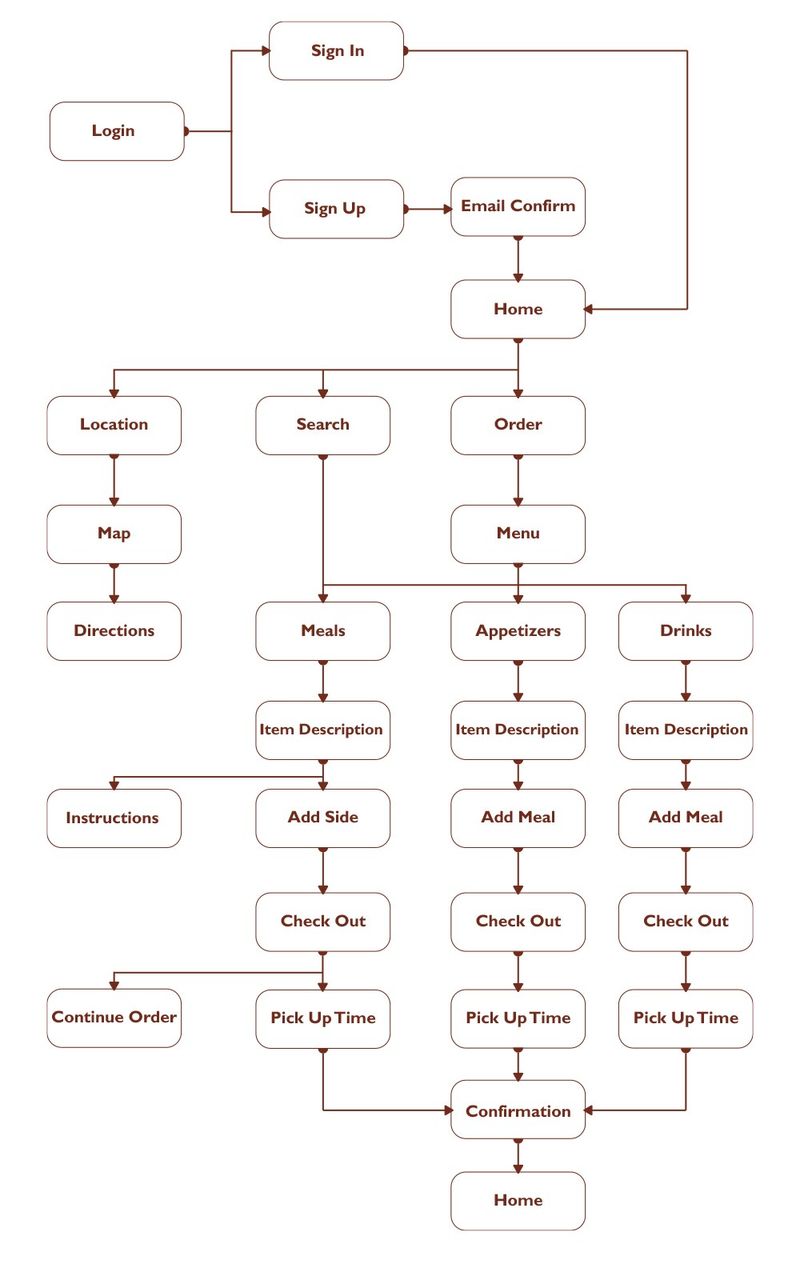 Sign In
Login
Sign Up
Email Confirm
Home
Location
Search
Order
Map
Menu
Directions
Meals
Appetizers
Drinks
Item Description
Item Description
Item Description
Instructions
Add Side
Add Meal
Add Meal
Check Out
Check Out
Check Out
Continue Order
Pick Up Time
Pick Up Time
Pick Up Time
Confirmation
Home